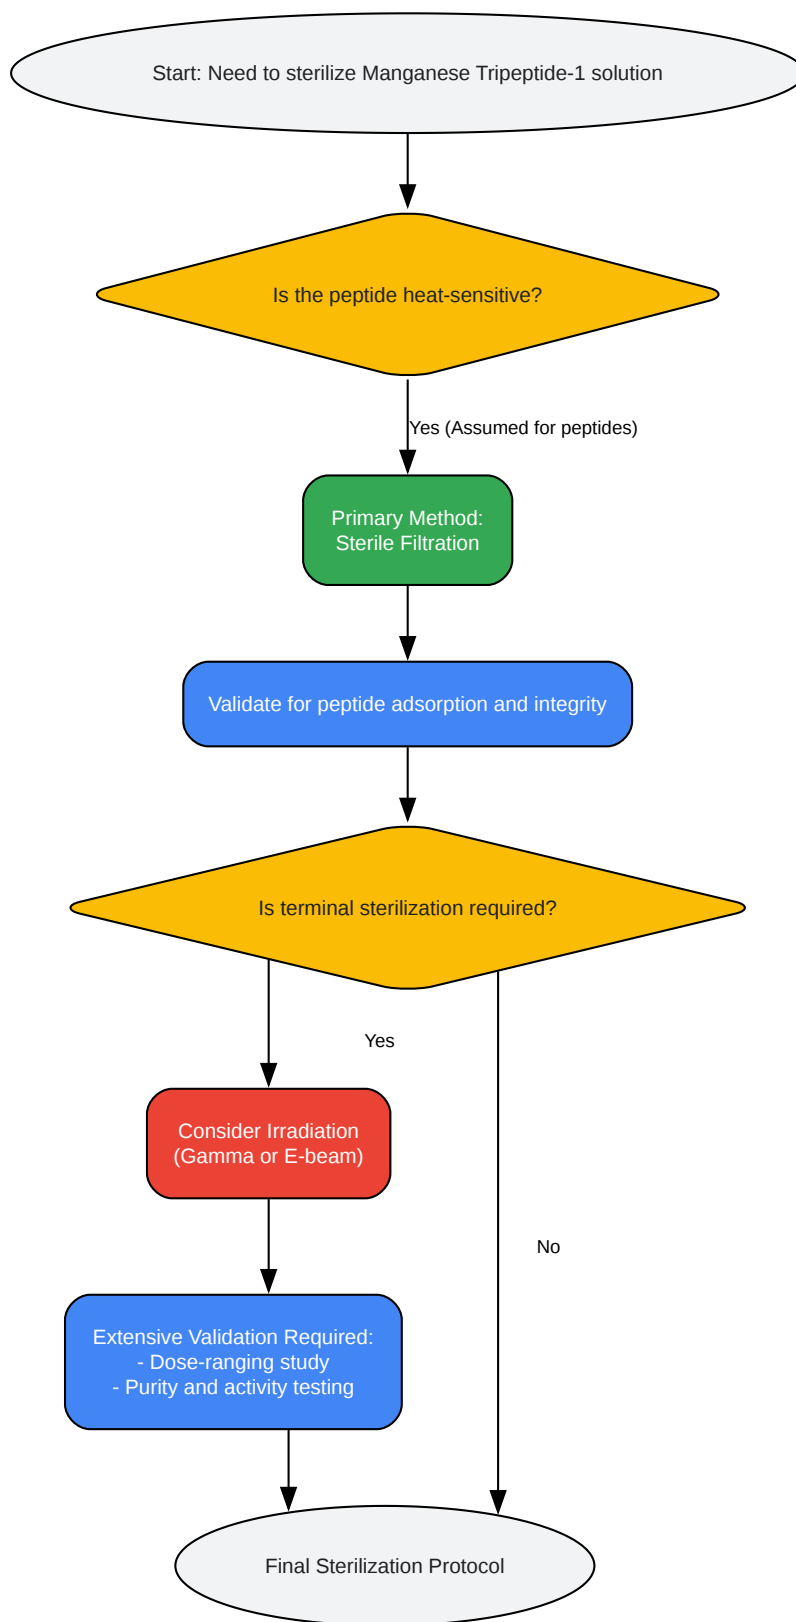 Start: Need to sterilize Manganese Tripeptide-1 solution
Is the peptide heat-sensitive?
Yes (Assumed for peptides)
Primary Method:
Sterile Filtration
Validate for peptide adsorption and integrity
Is terminal sterilization required?
Yes
Consider Irradiation
(Gamma or E-beam)
No
Extensive Validation Required:
- Dose-ranging study
- Purity and activity testing
Final Sterilization Protocol